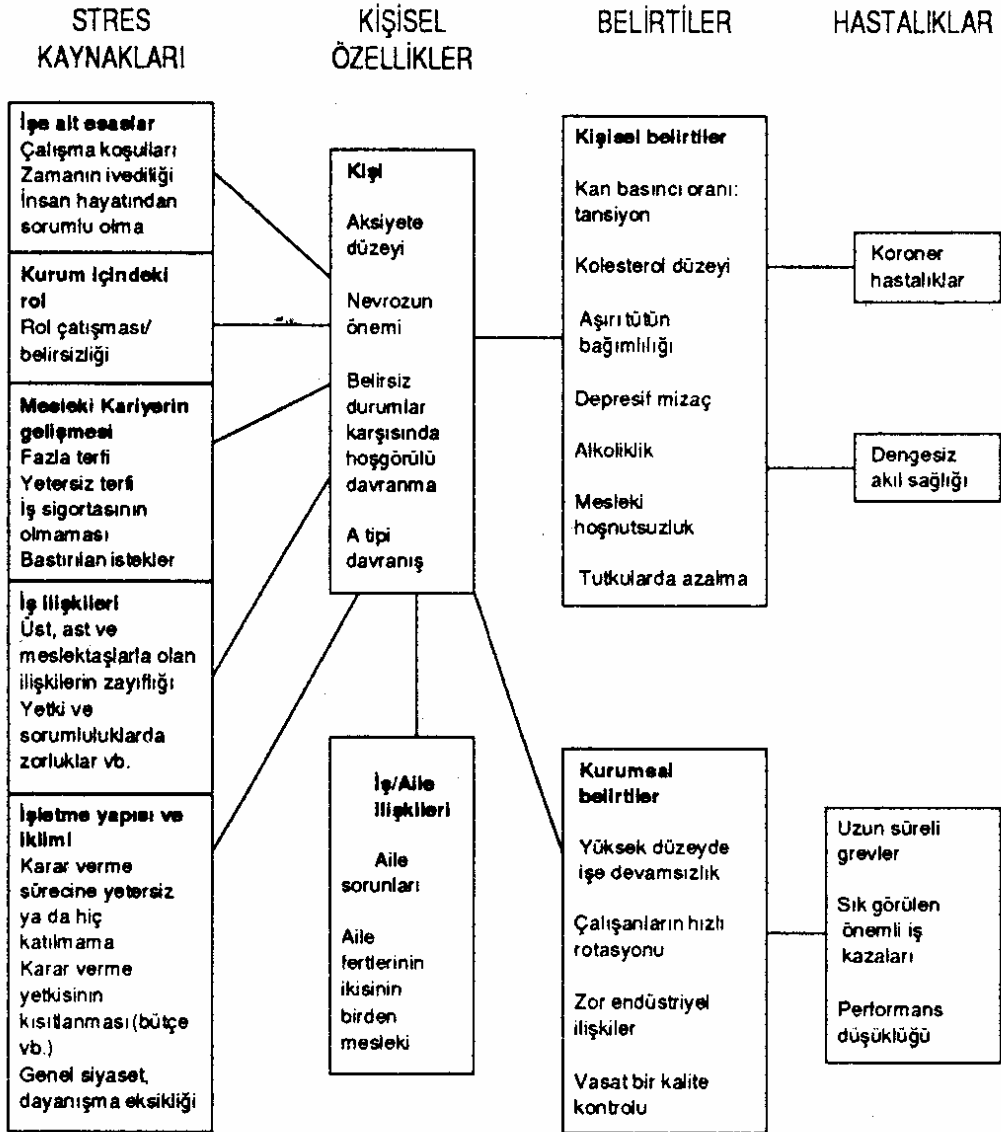 STRES
KAYNAKLARI
KİŞİSEL
ÖZELLİKLER
BELİRTİLER
HASTALIKLAR
İşe ait esaslar
Çalışma koşulları
Zamanın ivediliği
İnsan hayatından
sorumlu olma
Kurum içindeki
rol
Rol çatışması/
belirsizliği
Mesleki Kariyerin
gelişmesi
Fazla terfi
Yetersiz terfi
İş sigortasının
olmaması
Bastırılan istekler
İş ilişkileri
Üst, ast ve
meslektaşlarla olan
ilişkilerin zayıflığı
Yetki ve
sorumluluklarda
zorluklar vb.
İşletme yapısı ve
iklimi
Karar verme
sürecine yetersiz
ya da hiç
katılmama
Karar verme
yetkisinin
kısıtlanması (bütçe
vb.)
Genel siyaset,
dayanışma eksikliği
Kişi
Aksiyete
düzeyi
Nevrozun
önemi
Belirsiz
durumlar
karşısında
hoşgörülü
davranma
A tipi
davranış
İş/Aile
ilişkileri
Aile
sorunları
Aile
fertlerinin
ikisinin
birden
mesleki
Kişisel belirtiler
Kan basıncı oranı:
tansiyon
Kolesterol düzeyi
Aşırı tütün
bağımlılığı
Depresif mizaç
Alkoliklik
Mesleki
hoşnutsuzluk
Tutkularda azalma
Kurumsal
belirtiler
Yüksek düzeyde
işe devamsızlık
Çalışanların hızlı
rotasyonu
Zor endüstriyel
ilişkiler
Vasat bir kalite
kontrolu
Koroner
hastalıklar
Dengesiz
akıl sağlığı
Uzun süreli
grevler
Sık görülen
önemli iş
kazaları
Performans
düşüklüğü